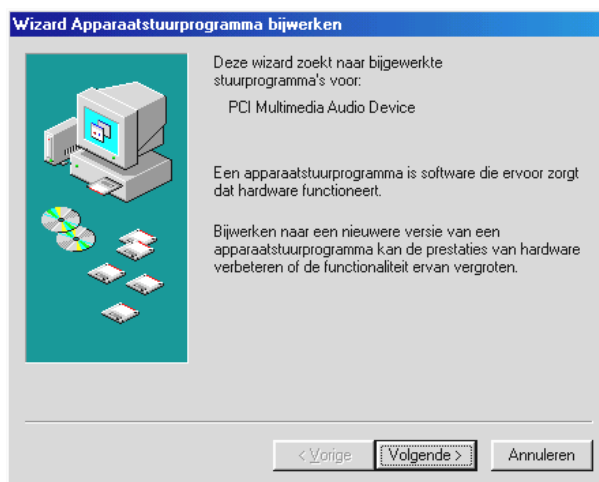 Wizard Apparaatstuurprogramma bijwerken
Deze wizard zoekt naar bijgewerkte
stuurprogramma's voor:
PCI Multimedia Audio Device
Een apparaatstuurprogramma is software die ervoor zorgt
dat hardware functioneert.
Bijwerken naar een nieuwere versie van een
apparaatstuurprogramma kan de prestaties van hardware
verbeteren of de functionaliteit ervan vergroten.
< Vorige
Volgende >
Annuleren